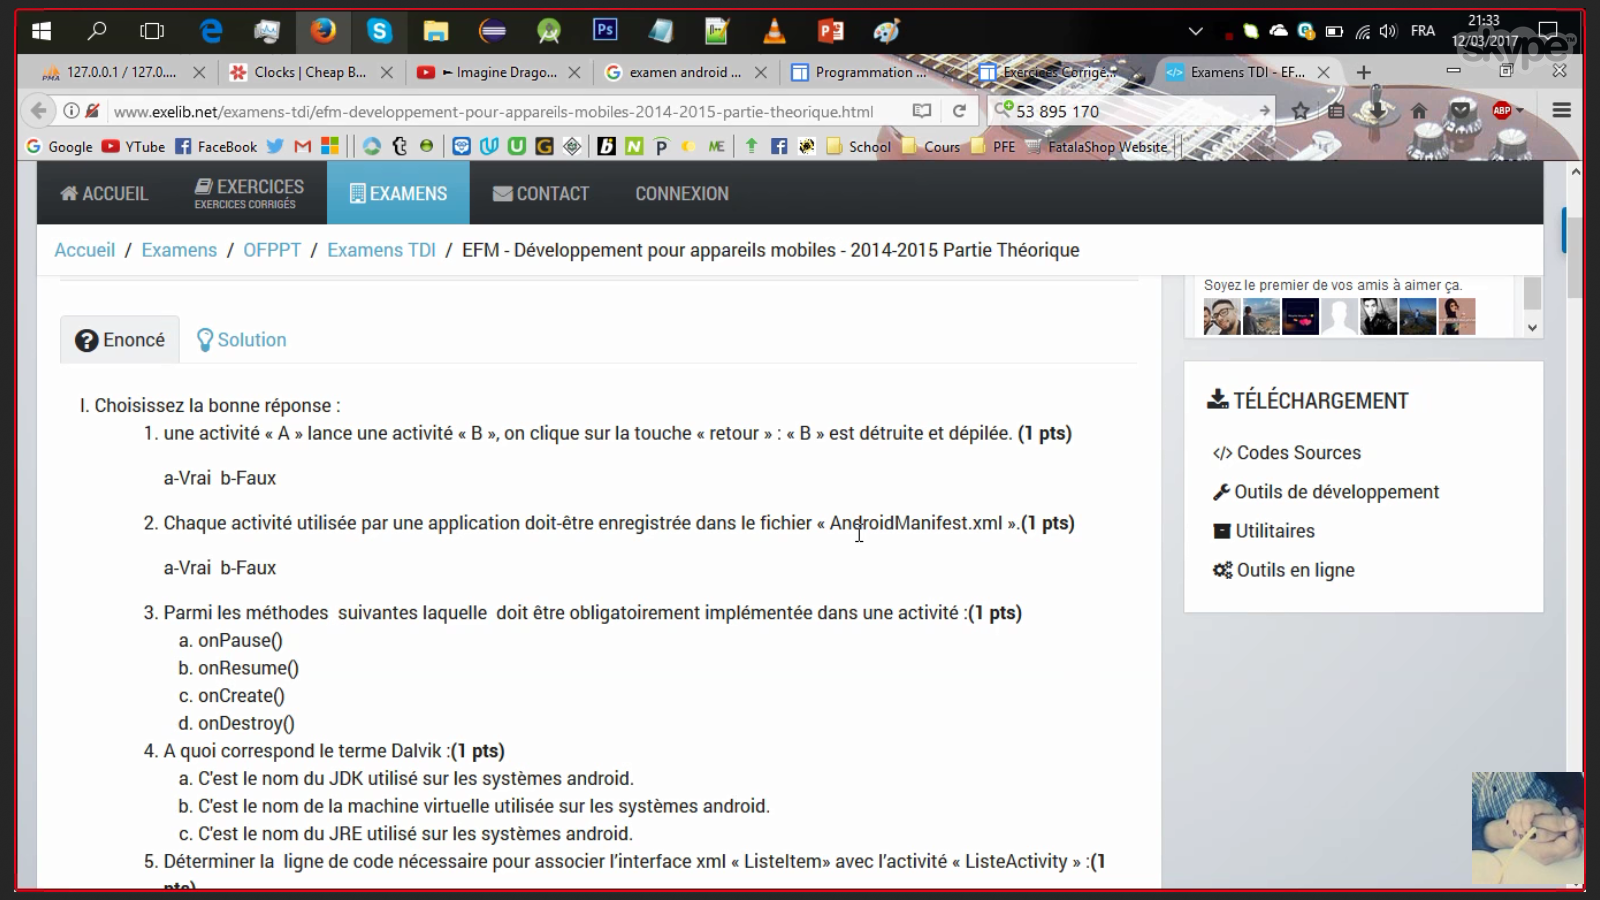 21:33
FRA
12/03/2017
skype™
127.0.0.1 / 127.0....
Clocks | Cheap B...
Imagine Drago...
examen android ...
Programmation
Exercices Corrigé...
Examens TDI - EF...
www.exelib.net/examens-tdi/efm-developpement-pour-appareils-mobiles-2014-2015-partie-theorique.html
53 895 170
ABP
Google YTube FaceBook School Cours PFE FatalaShop Website
ACCUEIL EXERCICES EXAMENS CONTACT CONNEXION
EXERCICES CORRIGÉS
Accueil / Examens / OFPPT / Examens TDI / EFM - Développement pour appareils mobiles - 2014-2015 Partie Théorique
Soyez le premier de vos amis à aimer ça.
Enoncé Solution
I. Choisissez la bonne réponse :
1. une activité « A » lance une activité « B », on clique sur la touche « retour » : « B » est détruite et dépilée. (1 pts)
a-Vrai b-Faux
2. Chaque activité utilisée par une application doit-être enregistrée dans le fichier « AndroidManifest.xml ».(1 pts)
a-Vrai b-Faux
3. Parmi les méthodes suivantes laquelle doit être obligatoirement implémentée dans une activité :(1 pts)
a. onPause()
b. onResume()
c. onCreate()
d. onDestroy()
4. A quoi correspond le terme Dalvik :(1 pts)
a. C'est le nom du JDK utilisé sur les systèmes android.
b. C'est le nom de la machine virtuelle utilisée sur les systèmes android.
c. C'est le nom du JRE utilisé sur les systèmes android.
5. Déterminer la ligne de code nécessaire pour associer l'interface xml « ListeItem» avec l'activité « ListeActivity » :(1
pts)
TÉLÉCHARGEMENT
Codes Sources
Outils de développement
Utilitaires
Outils en ligne